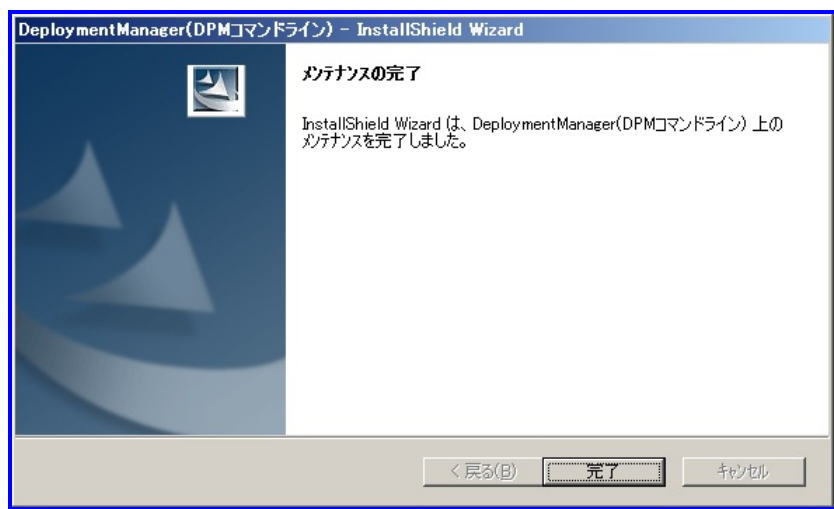 DeploymentManager(DPMコマンドライン) - InstallShield Wizard
メンテナンスの完了
InstallShield Wizard は、DeploymentManager(DPMコマンドライン) 上の
メンテナンスを完了しました。
< 戻る(B)
完了
キャンセル